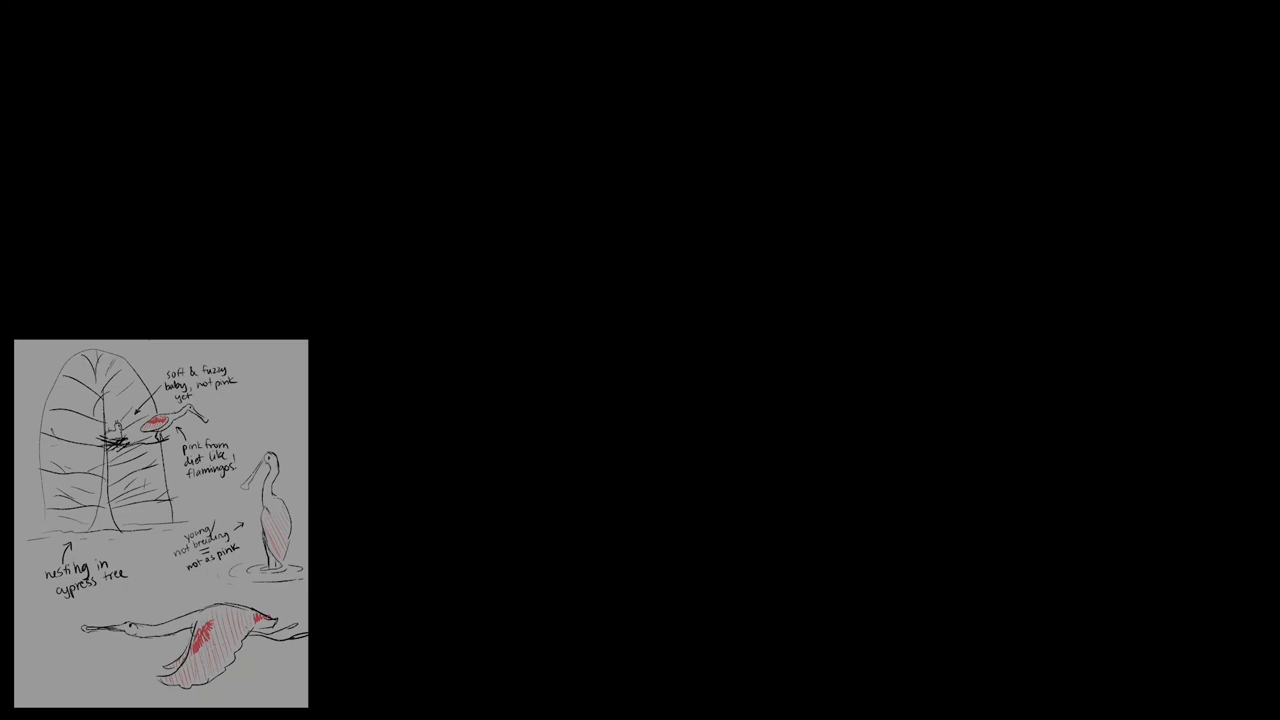 soft & fuzzy
baby, not pink
yet
pink from
diet like
flamingos!
young/
not breiding
=
not as pink
nesting in
cypress tree